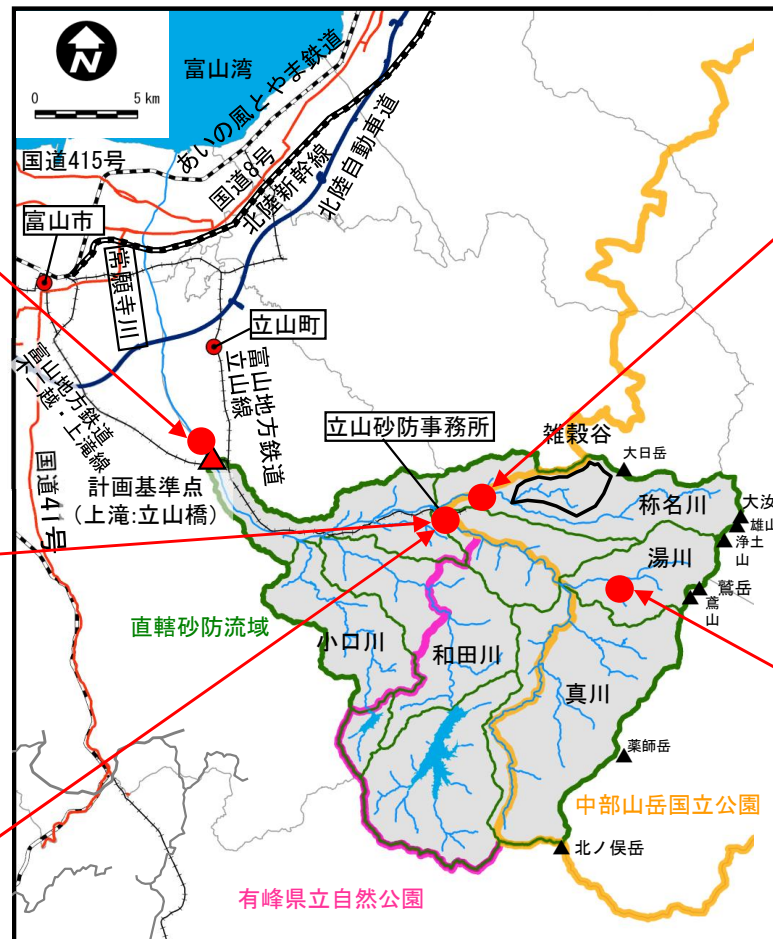 N
0
5 km
富山湾
あいの風とやま鉄道
国道415号
国道8号
北陸新幹線
北陸自動車道
富山市
常願寺川
立山町
富山地方鉄道
不二越・上滝線
富山地方鉄道
立山線
国道41号
計画基準点
(上滝:立山橋)
立山砂防事務所
雑穀谷
大日岳
称名川
大汝
雄山
浄土
山
湯川
鷲岳
鳶
山
直轄砂防流域
小口川
和田川
真川
薬師岳
中部山岳国立公園
北ノ俣岳
有峰県立自然公園